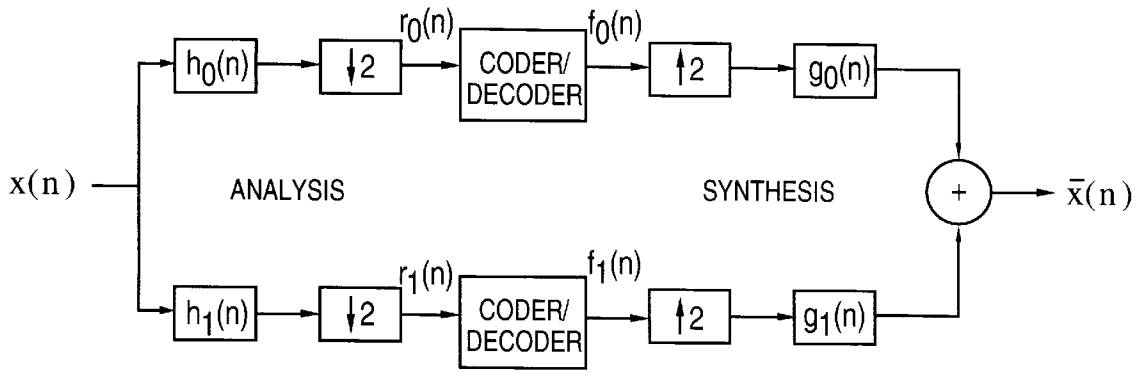 r₀(n) f₀(n)
h₀(n) ↓2 CODER/ ↑2 g₀(n)
DECODER
x(n) ANALYSIS SYNTHESIS + x̄(n)
r₁(n) f₁(n)
h₁(n) ↓2 CODER/ ↑2 g₁(n)
DECODER